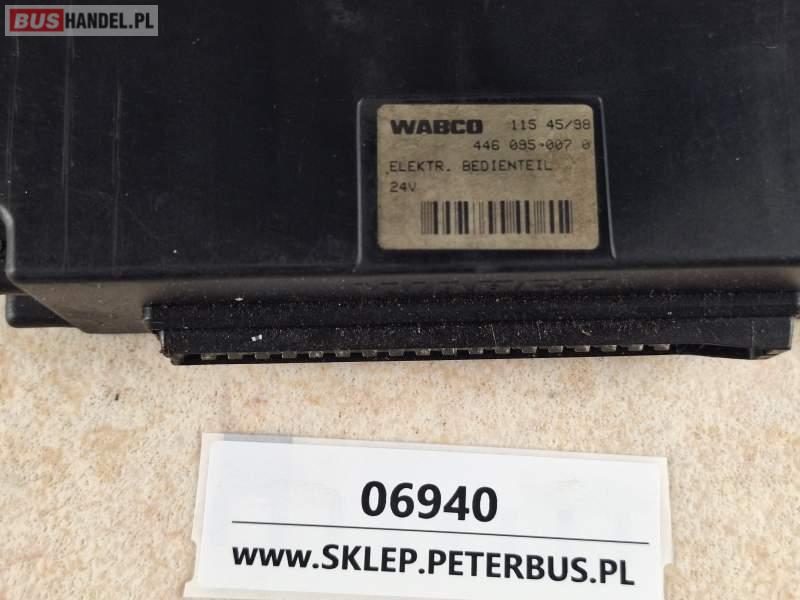 BUSHANDEL.PL
WABCO 115 45/98
446 095-007 0
ELEKTR. BEDIENTEIL
24V
06940
www.SKLEP.PETERBUS.PL